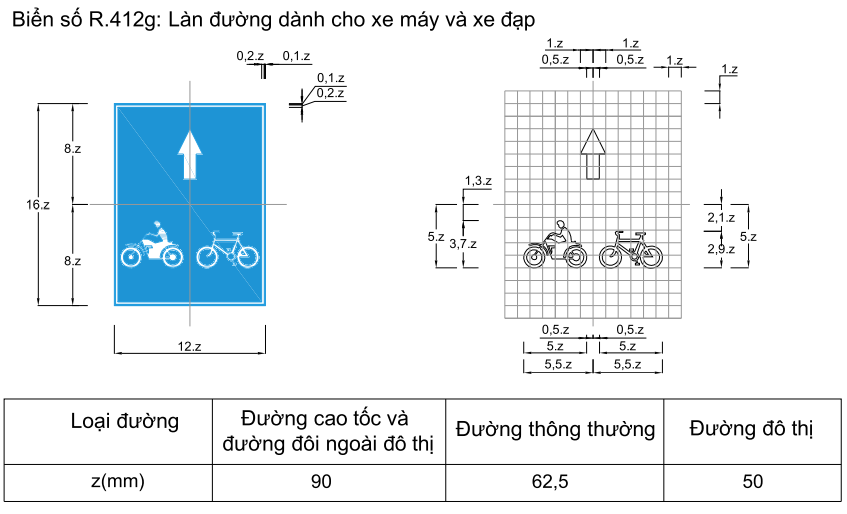 Biển số R.412g: Làn đường dành cho xe máy và xe đạp
0,2.z 0,1.z
0,1.z
0,2.z
8.z
16.z
8.z
12.z
1.z 1.z
0,5.z 0,5.z 1.z
1.z
1,3.z
5.z
3,7.z
2,1.z
5.z
2,9.z
0,5.z 0,5.z
5.z 5.z
5,5.z 5,5.z
Loại đường Đường cao tốc và đường đôi ngoài đô thị Đường thông thường Đường đô thị
z(mm) 90 62,5 50